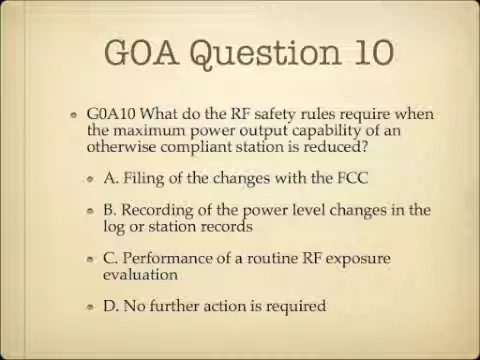 G0A Question 10
G0A10 What do the RF safety rules require when
the maximum power output capability of an
otherwise compliant station is reduced?
A. Filing of the changes with the FCC
B. Recording of the power level changes in the
log or station records
C. Performance of a routine RF exposure
evaluation
D. No further action is required